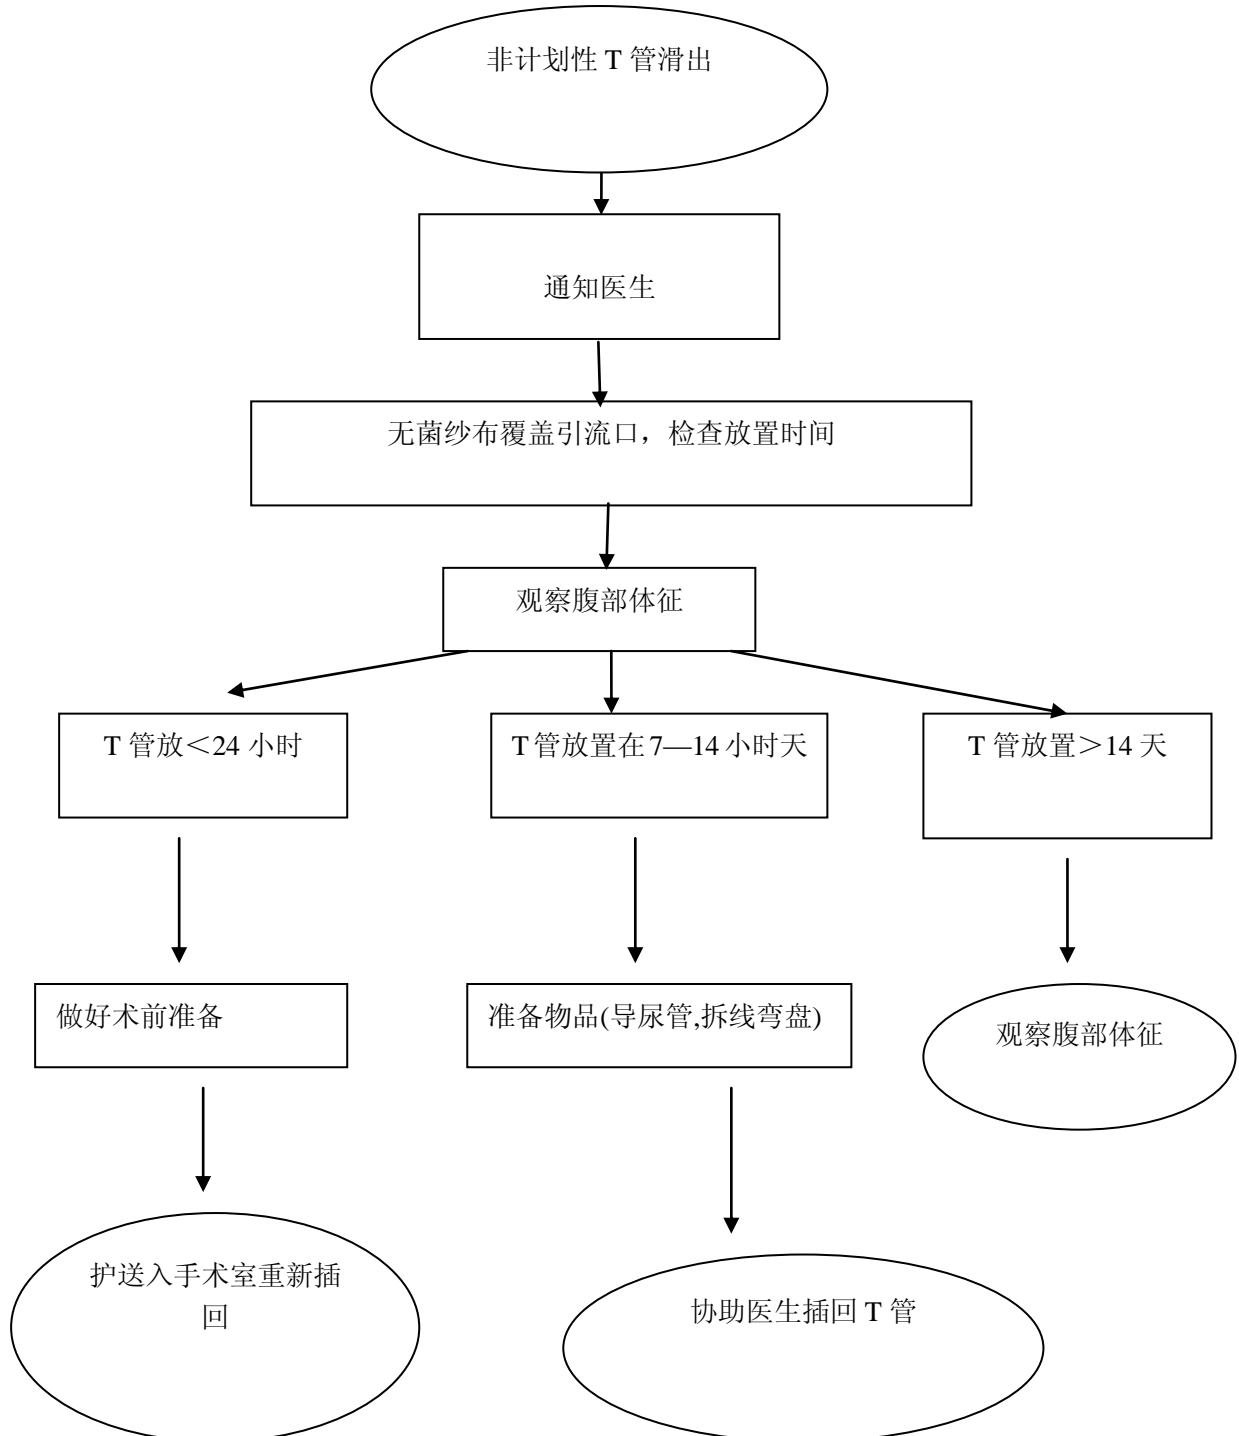 非计划性 T 管滑出
通知医生
无菌纱布覆盖引流口，检查放置时间
观察腹部体征
T 管放＜24 小时
T 管放置在 7—14 小时天
T 管放置＞14 天
做好术前准备
准备物品(导尿管,拆线弯盘)
观察腹部体征
护送入手术室重新插
回
协助医生插回 T 管